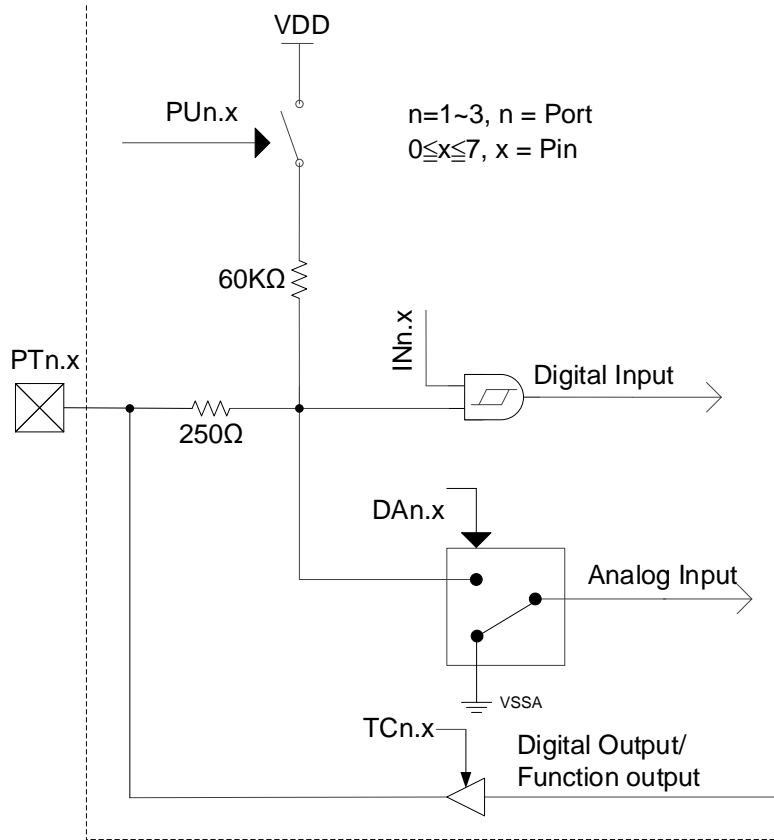 VDD
PUn.x
n=1~3, n = Port
0≦x≦7, x = Pin
60KΩ
INn.x
PTn.x
Digital Input
250Ω
DAn.x
Analog Input
VSSA
TCn.x
Digital Output/
Function output